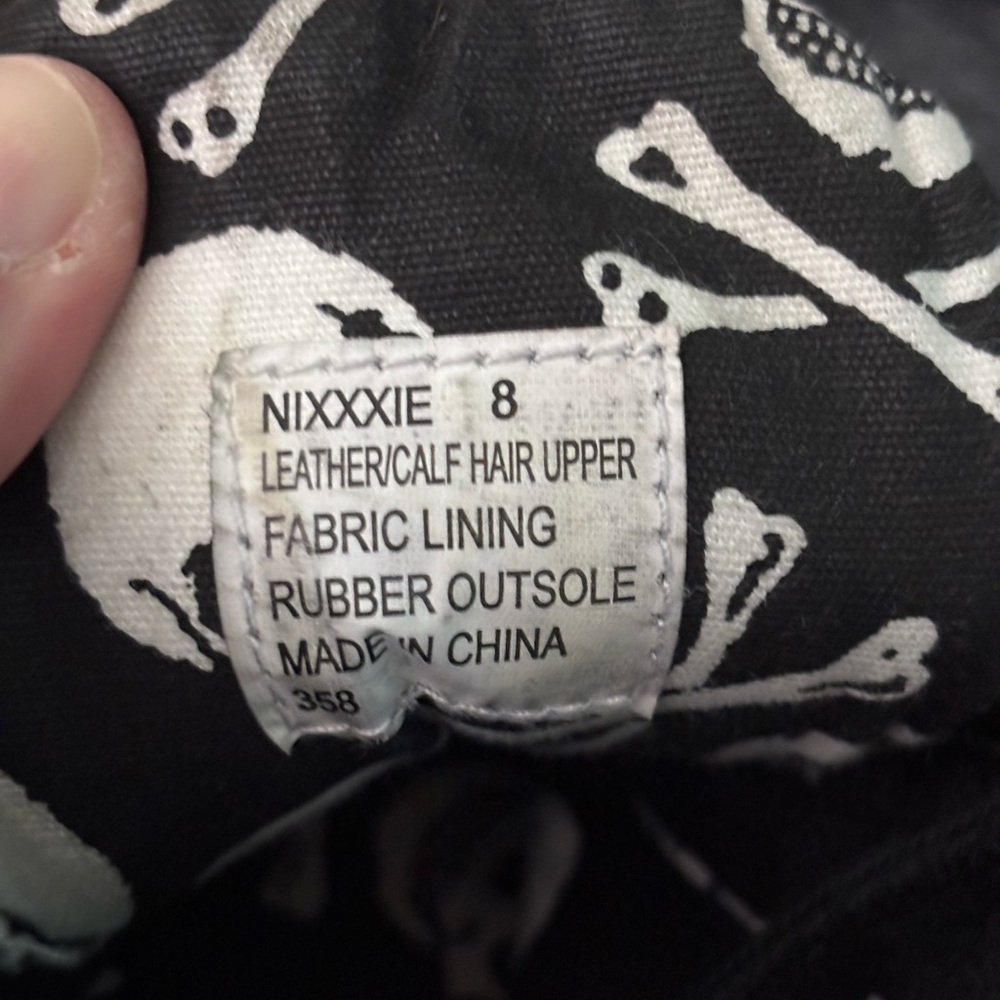 NIXXXIE 8
LEATHER/CALF HAIR UPPER
FABRIC LINING
RUBBER OUTSOLE
MADE IN CHINA
358